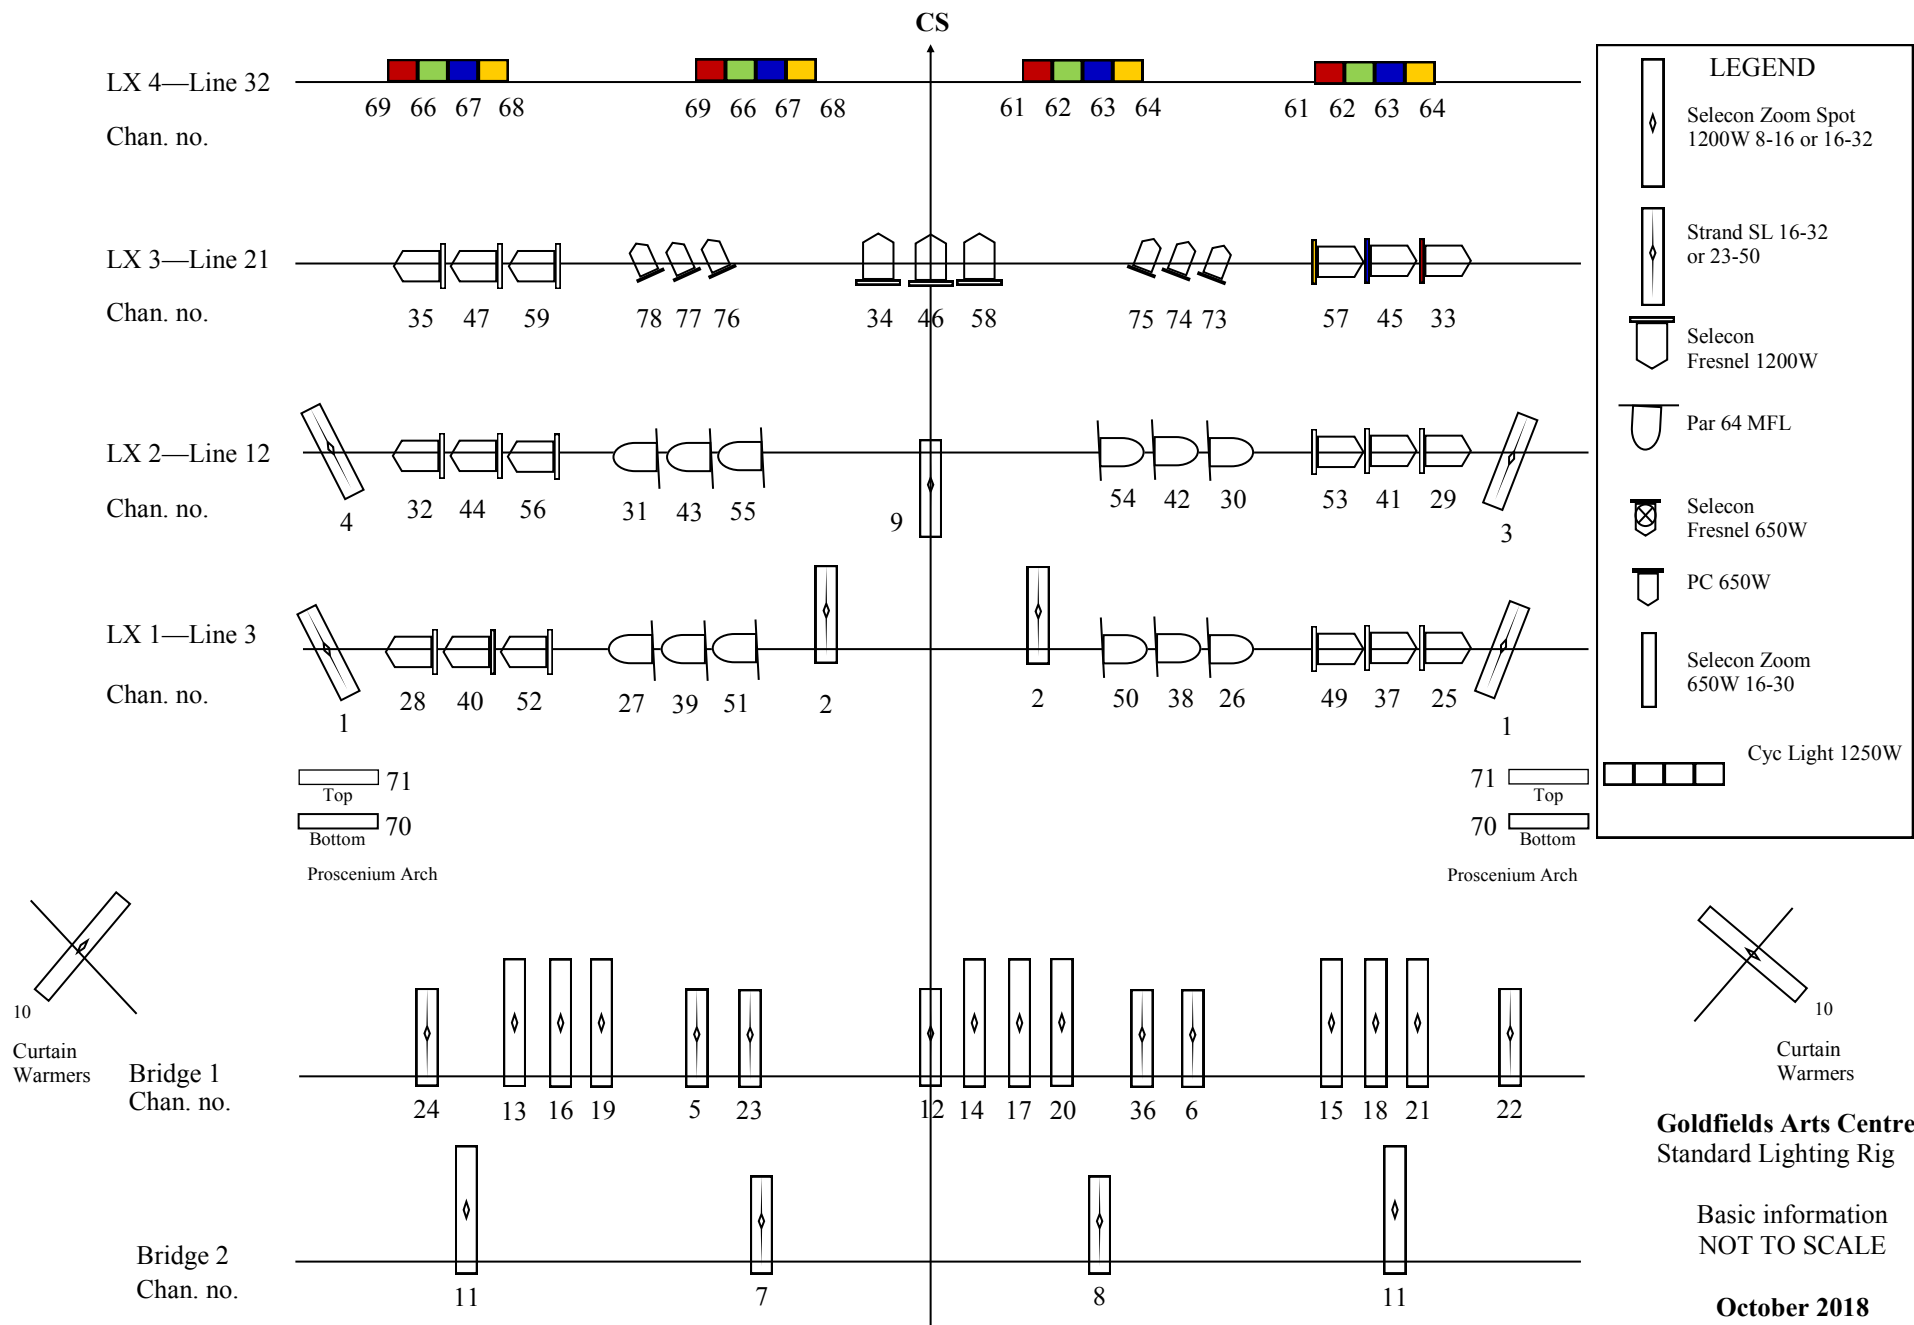 CS
LX 4—Line 32
69 66 67 68 69 66 67 68 61 62 63 64 61 62 63 64
Chan. no.
LX 3—Line 21
Chan. no.
35 47 59 78 77 76 34 46 58 75 74 73 57 45 33
LX 2—Line 12
Chan. no.
32 44 56 31 43 55 54 42 30 53 41 29
4 9 3
LX 1—Line 3
Chan. no.
28 40 52 27 39 51 2 2 50 38 26 49 37 25
1 1
71 71
Top Top
70 70
Bottom Bottom
Proscenium Arch Proscenium Arch
10 10
Curtain
Warmers
Curtain
Warmers
Bridge 1
Chan. no.
24 13 16 19 5 23 12 14 17 20 36 6 15 18 21 22
Bridge 2
Chan. no.
11 7 8 11
LEGEND
Selecon Zoom Spot
1200W 8-16 or 16-32
Strand SL 16-32
or 23-50
Selecon
Fresnel 1200W
Par 64 MFL
Selecon
Fresnel 650W
PC 650W
Selecon Zoom
650W 16-30
Cyc Light 1250W
Goldfields Arts Centre
Standard Lighting Rig
Basic information
NOT TO SCALE
October 2018